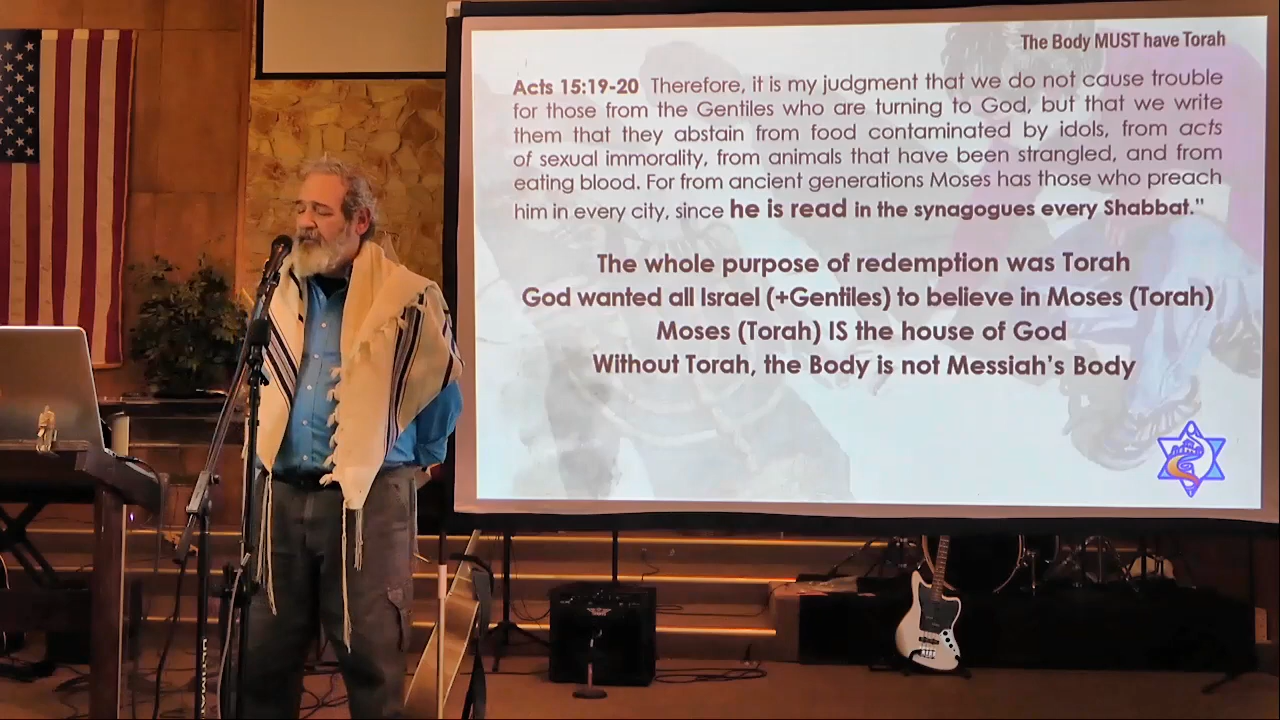 The Body MUST have Torah
Acts 15:19-20 Therefore, it is my judgment that we do not cause trouble
for those from the Gentiles who are turning to God, but that we write
them that they abstain from food contaminated by idols, from acts
of sexual immorality, from animals that have been strangled, and from
eating blood. For from ancient generations Moses has those who preach
him in every city, since he is read in the synagogues every Shabbat."
The whole purpose of redemption was Torah
God wanted all Israel (+Gentiles) to believe in Moses (Torah)
Moses (Torah) IS the house of God
Without Torah, the Body is not Messiah's Body